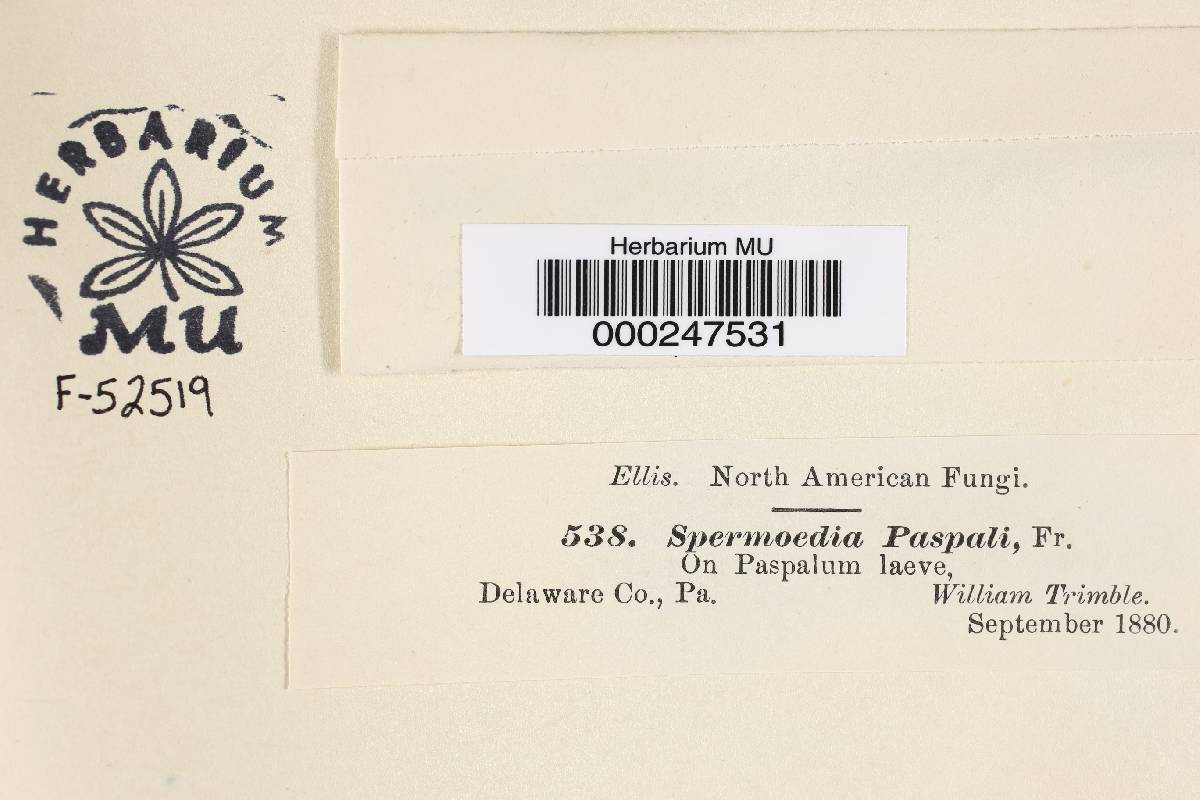 HERBARIUM
MU
F-52519
Herbarium MU
000247531
Ellis. North American Fungi.
538. Spermoedia Paspali, Fr.
On Paspalum laeve,
Delaware Co., Pa. William Trimble.
September 1880.